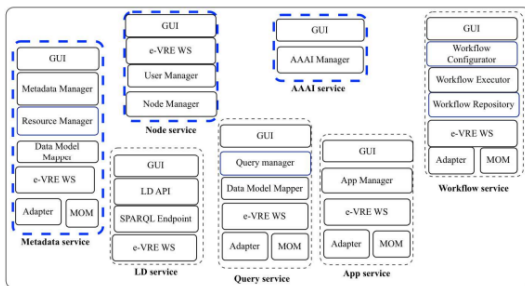 GUI
Metadata Manager
Resource Manager
Data Model
Mapper
e-VRE WS
Adapter
MOM
Metadata service
GUI
e-VRE WS
User Manager
Node Manager
Node service
GUI
LD API
SPARQL Endpoint
e-VRE WS
LD service
GUI
AAAI Manager
AAAI service
GUI
Query manager
Data Model Mapper
e-VRE WS
Adapter
MOM
Query service
GUI
App Manager
e-VRE WS
Adapter
MOM
App service
GUI
Workflow
Configurator
Workflow Executor
Workflow Repository
e-VRE WS
Adapter
MOM
Workflow service